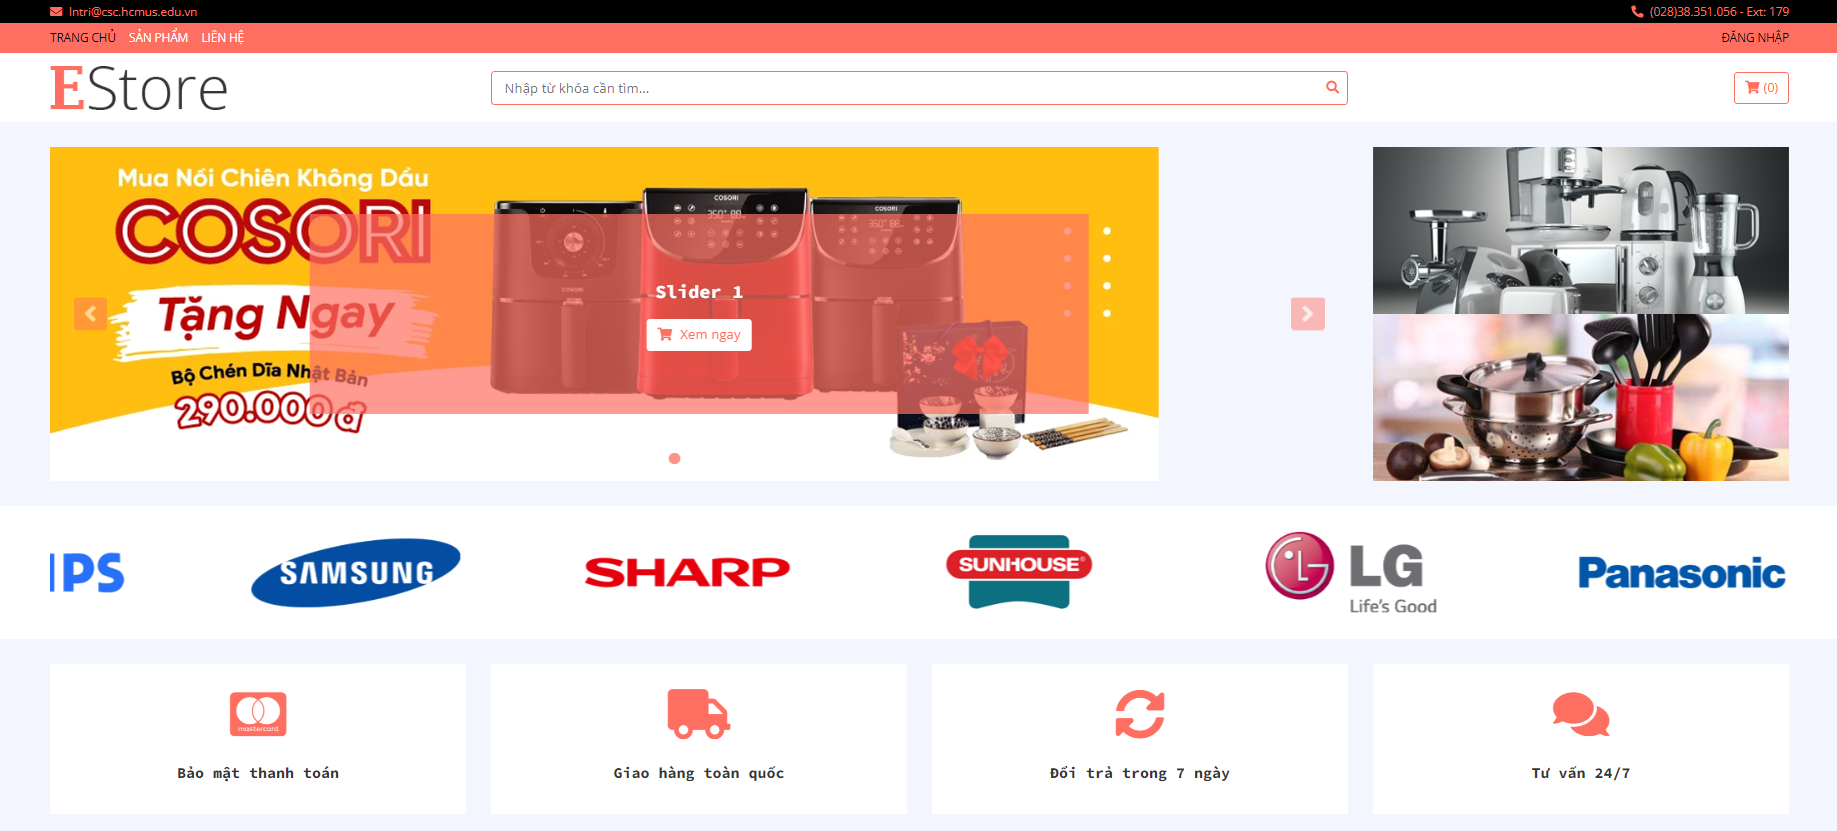 lntri@csc.hcmus.edu.vn
(028)38.351.056 - Ext: 179
TRANG CHỦ SẢN PHẨM LIÊN HỆ
ĐĂNG NHẬP
EStore
Nhập từ khóa cần tìm...
(0)
Mua Nồi Chiên Không Dầu
COSORI
Tặng Ngay
Bộ Chén Dĩa Nhật Bản
290.000đ
COSORI
COSORI
COSORI
Slider 1
Xem ngay
IPS
SAMSUNG
SHARP
SUNHOUSE®
LG
Life's Good
Panasonic
mastercard
Bảo mật thanh toán
Giao hàng toàn quốc
Đổi trả trong 7 ngày
Tư vấn 24/7